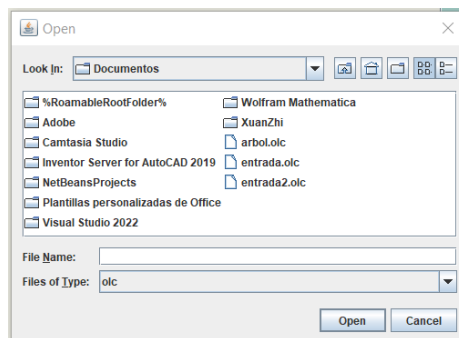 Open
Look In: Documentos
%RoamableRootFolder%
Adobe
Camtasia Studio
Inventor Server for AutoCAD 2019
NetBeansProjects
Plantillas personalizadas de Office
Visual Studio 2022
Wolfram Mathematica
XuanZhi
arbol.olc
entrada.olc
entrada2.olc
File Name:
Files of Type: olc
Open Cancel